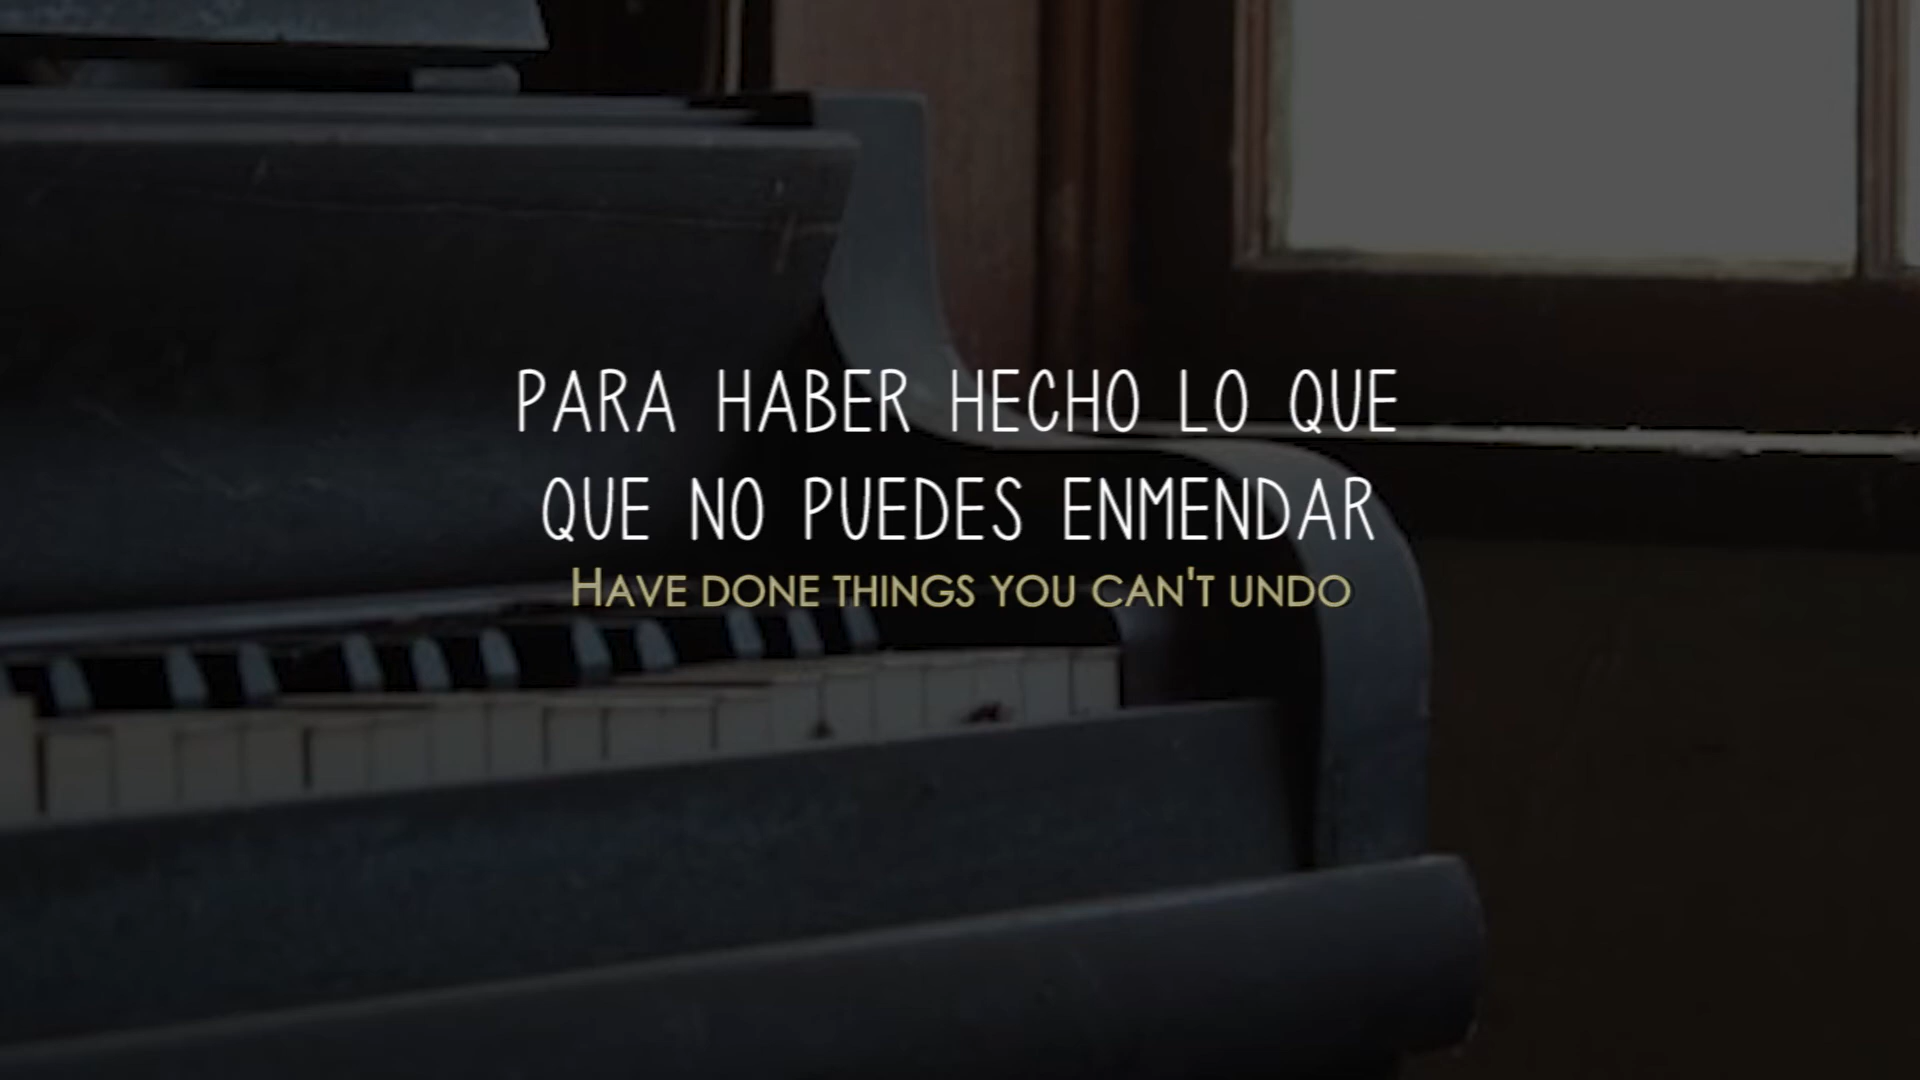 PARA HABER HECHO LO QUE
QUE NO PUEDES ENMENDAR
HAVE DONE THINGS YOU CAN'T UNDO